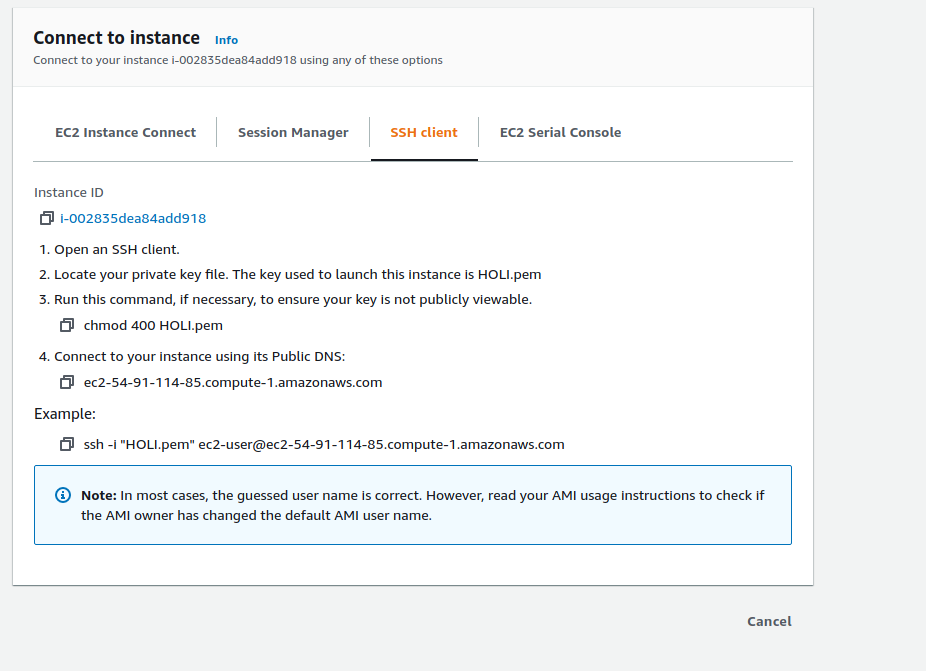 Connect to instance Info
Connect to your instance i-002835dea84add918 using any of these options
EC2 Instance Connect
Session Manager
SSH client
EC2 Serial Console
Instance ID
i-002835dea84add918
1. Open an SSH client.
2. Locate your private key file. The key used to launch this instance is HOLI.pem
3. Run this command, if necessary, to ensure your key is not publicly viewable.
chmod 400 HOLI.pem
4. Connect to your instance using its Public DNS:
ec2-54-91-114-85.compute-1.amazonaws.com
Example:
ssh -i "HOLI.pem" ec2-user@ec2-54-91-114-85.compute-1.amazonaws.com
Note: In most cases, the guessed user name is correct. However, read your AMI usage instructions to check if
the AMI owner has changed the default AMI user name.
Cancel